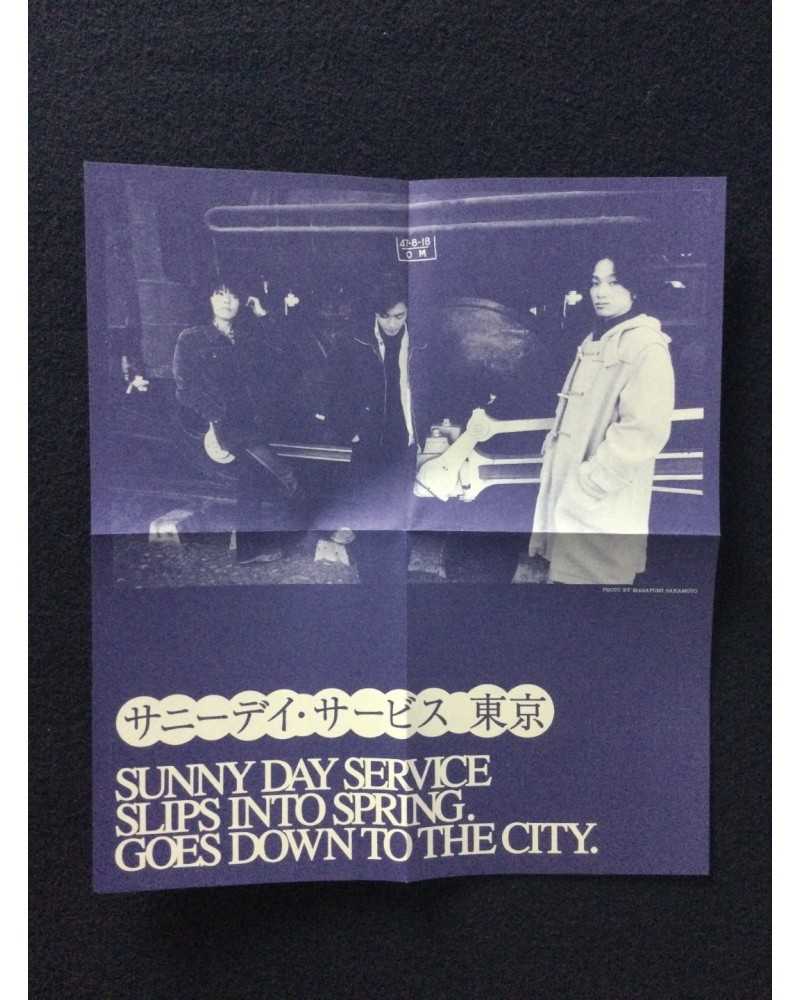 47-8-18
O M
PHOTO BY MASAFUMI SAKAMOTO
サニーデイ・サービス 東京
SUNNY DAY SERVICE
SLIPS INTO SPRING.
GOES DOWN TO THE CITY.